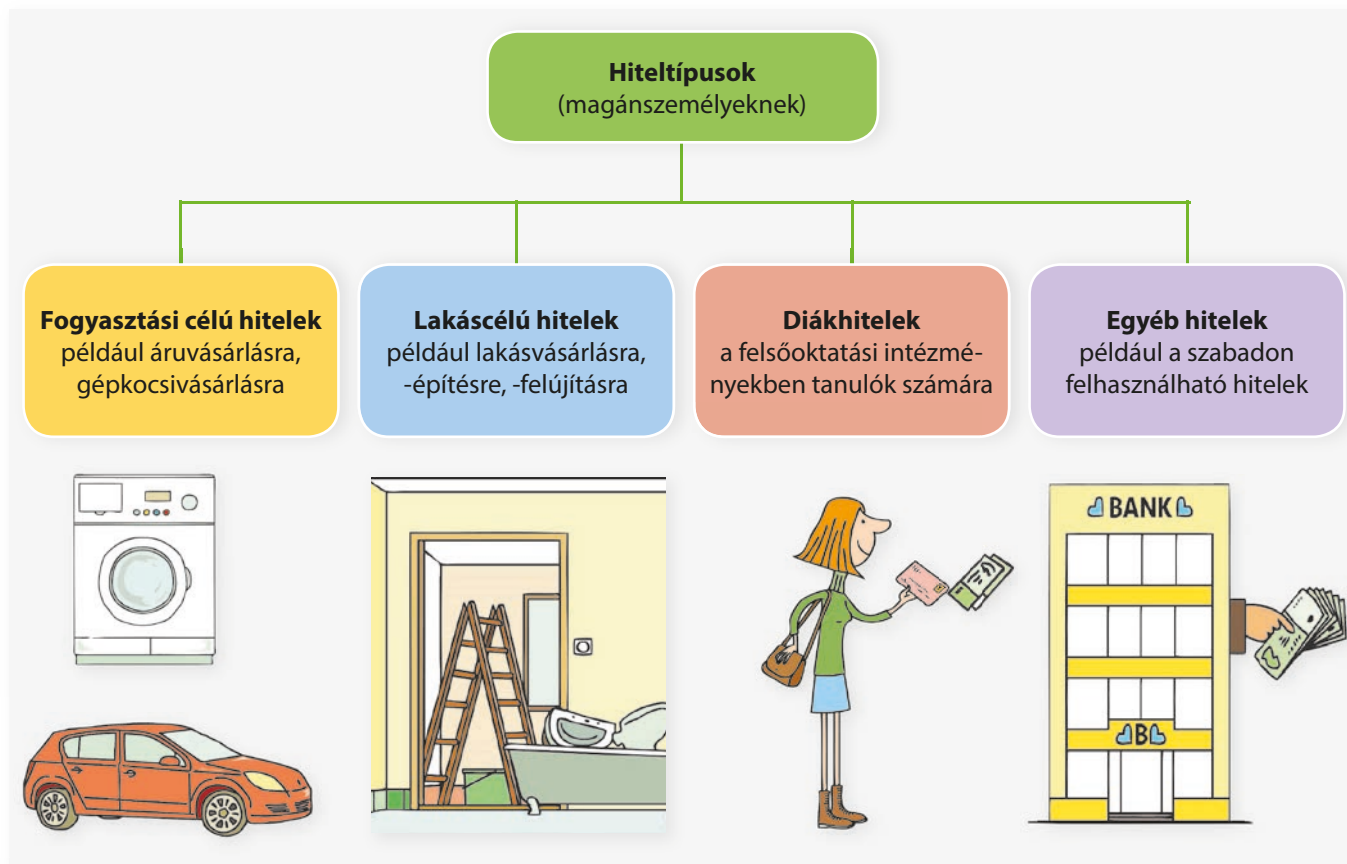 Hiteltípusok
(magánszemélyeknek)
Fogyasztási célú hitelek
például áruvásárlásra,
gépkocsivásárlásra
Lakáscélú hitelek
például lakásvásárlásra,
-építésre, -felújításra
Diákhitelek
a felsőoktatási intézmé-
nyekben tanulók számára
Egyéb hitelek
például a szabadon
felhasználható hitelek
BANK
B